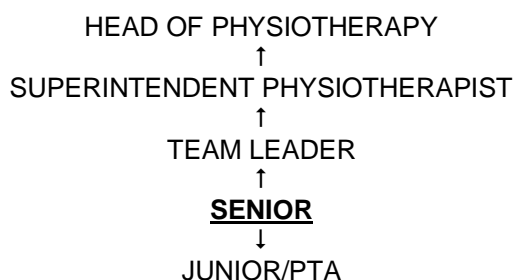 HEAD OF PHYSIOTHERAPY
↑
SUPERINTENDENT PHYSIOTHERAPIST
↑
TEAM LEADER
↑
SENIOR
↓
JUNIOR/PTA